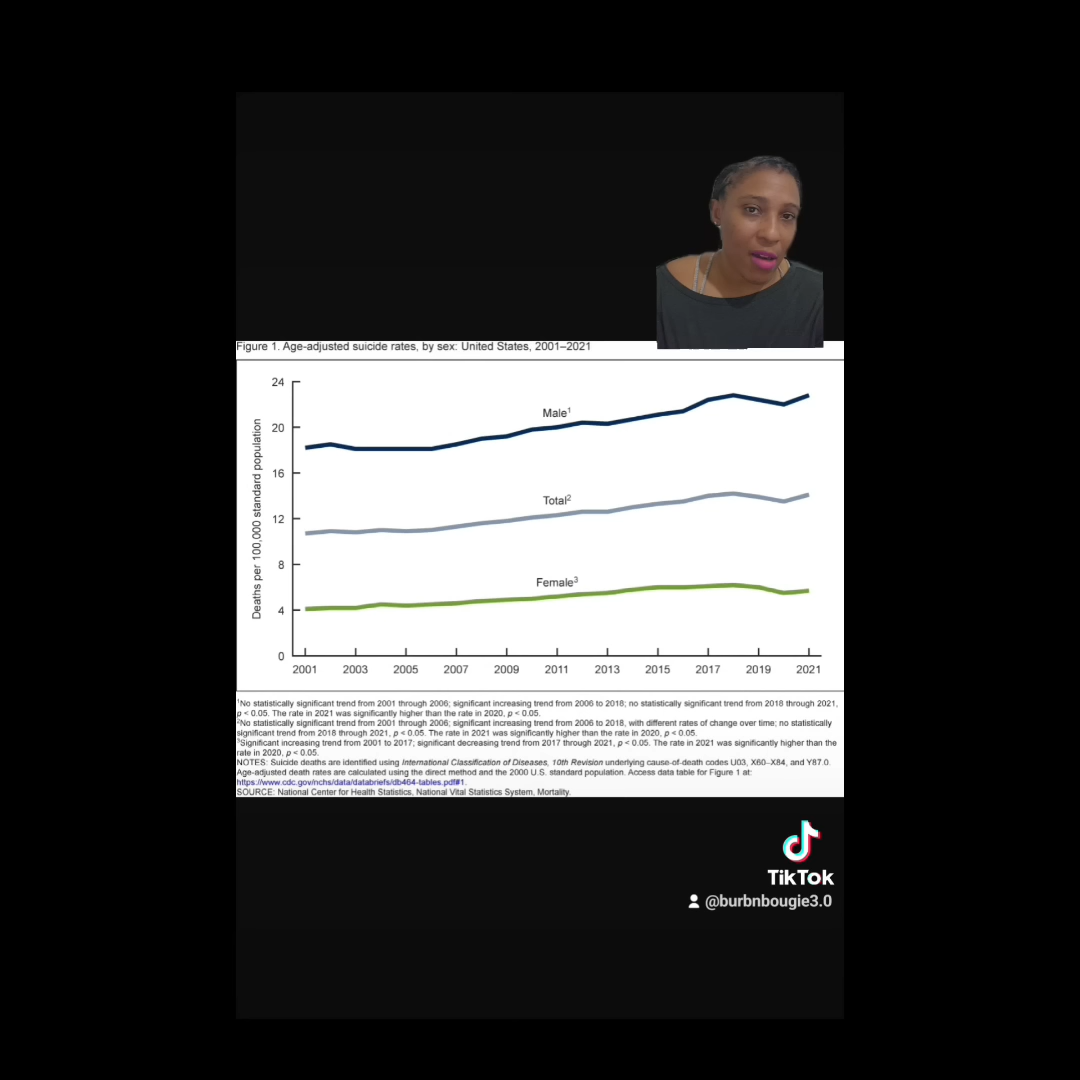 Figure 1. Age-adjusted suicide rates, by sex: United States, 2001–2021
Deaths per 100,000 standard population
24
20
16
12
8
4
0
Male1
Total2
Female3
2001 2003 2005 2007 2009 2011 2013 2015 2017 2019 2021
1No statistically significant trend from 2001 through 2006; significant increasing trend from 2006 to 2018; no statistically significant trend from 2018 through 2021,
p < 0.05. The rate in 2021 was significantly higher than the rate in 2020, p < 0.05.
2No statistically significant trend from 2001 through 2006; significant increasing trend from 2006 to 2018, with different rates of change over time; no statistically
significant trend from 2018 through 2021, p < 0.05. The rate in 2021 was significantly higher than the rate in 2020, p < 0.05.
3Significant increasing trend from 2001 to 2017; significant decreasing trend from 2017 through 2021, p < 0.05. The rate in 2021 was significantly higher than the
rate in 2020, p < 0.05.
NOTES: Suicide deaths are identified using International Classification of Diseases, 10th Revision underlying cause-of-death codes U03, X60–X84, and Y87.0.
Age-adjusted death rates are calculated using the direct method and the 2000 U.S. standard population. Access data table for Figure 1 at:
https://www.cdc.gov/nchs/data/databriefs/db464-tables.pdf#1.
SOURCE: National Center for Health Statistics, National Vital Statistics System, Mortality.
TikTok
@burbnbougie3.0